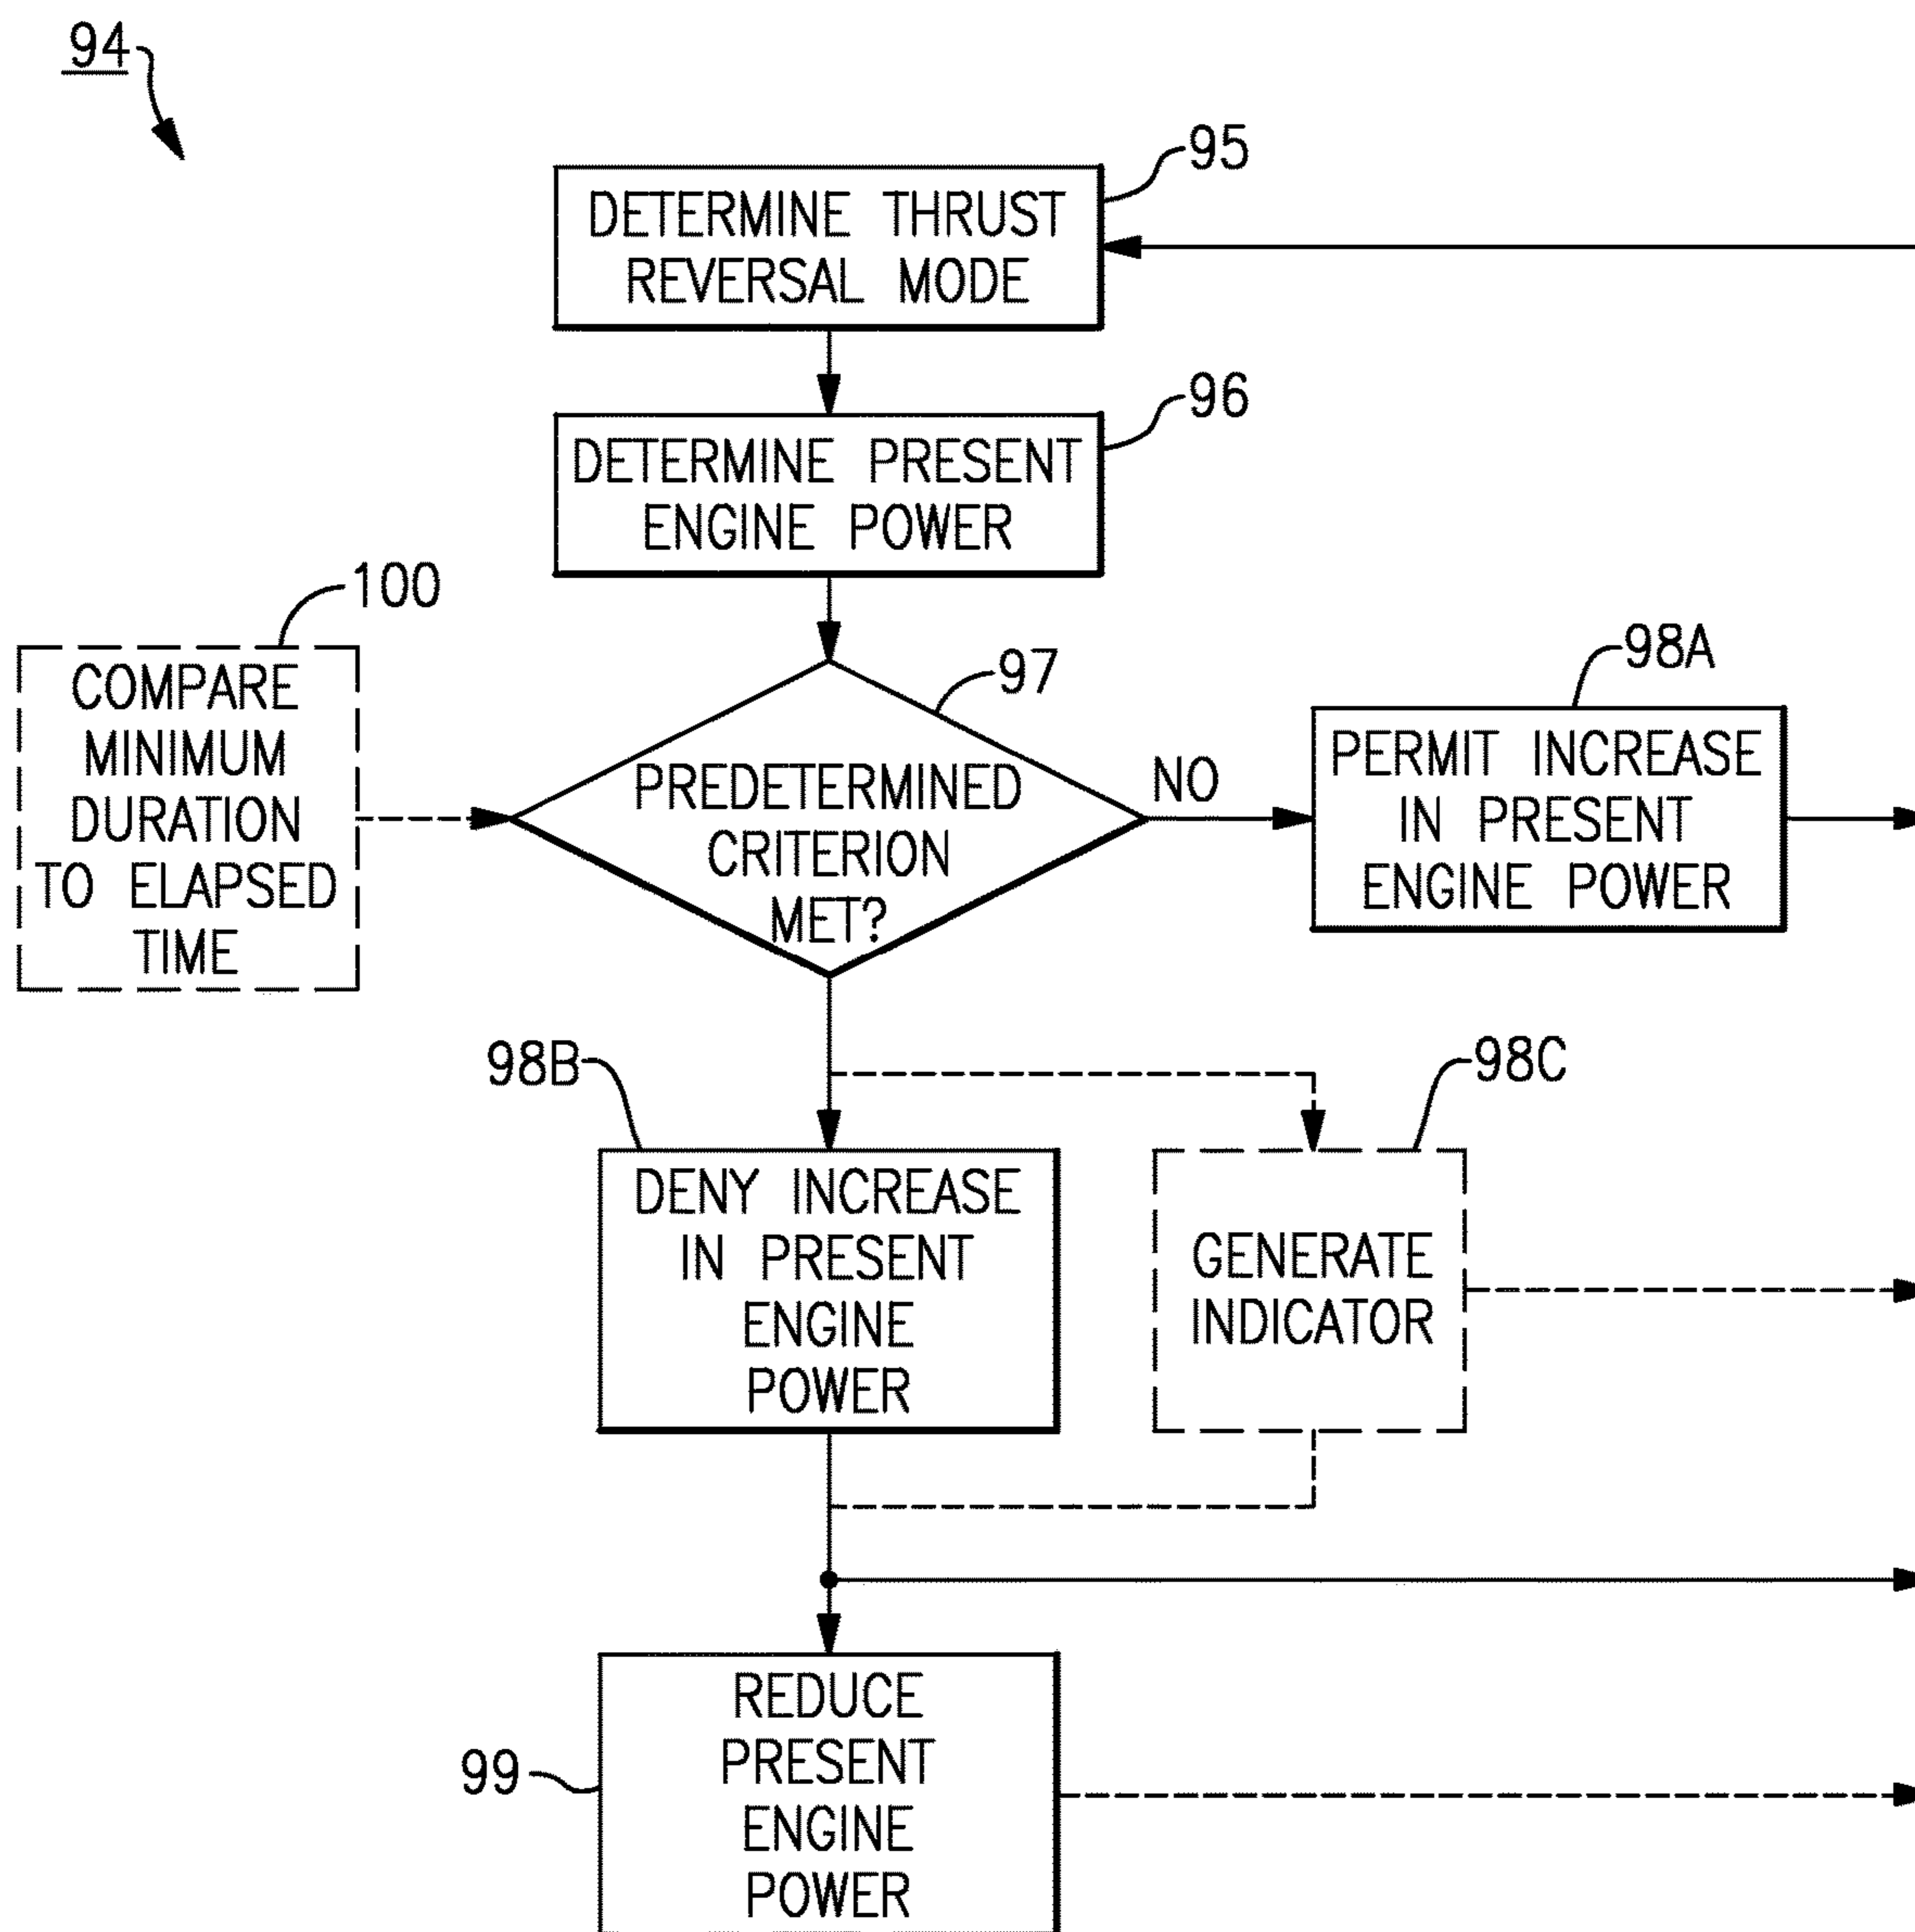 94
95
DETERMINE THRUST
REVERSAL MODE
96
DETERMINE PRESENT
ENGINE POWER
100
COMPARE
MINIMUM
DURATION
TO ELAPSED
TIME
97
PREDETERMINED
CRITERION
MET?
NO
98A
PERMIT INCREASE
IN PRESENT
ENGINE POWER
98B
DENY INCREASE
IN PRESENT
ENGINE
POWER
98C
GENERATE
INDICATOR
99
REDUCE
PRESENT
ENGINE
POWER